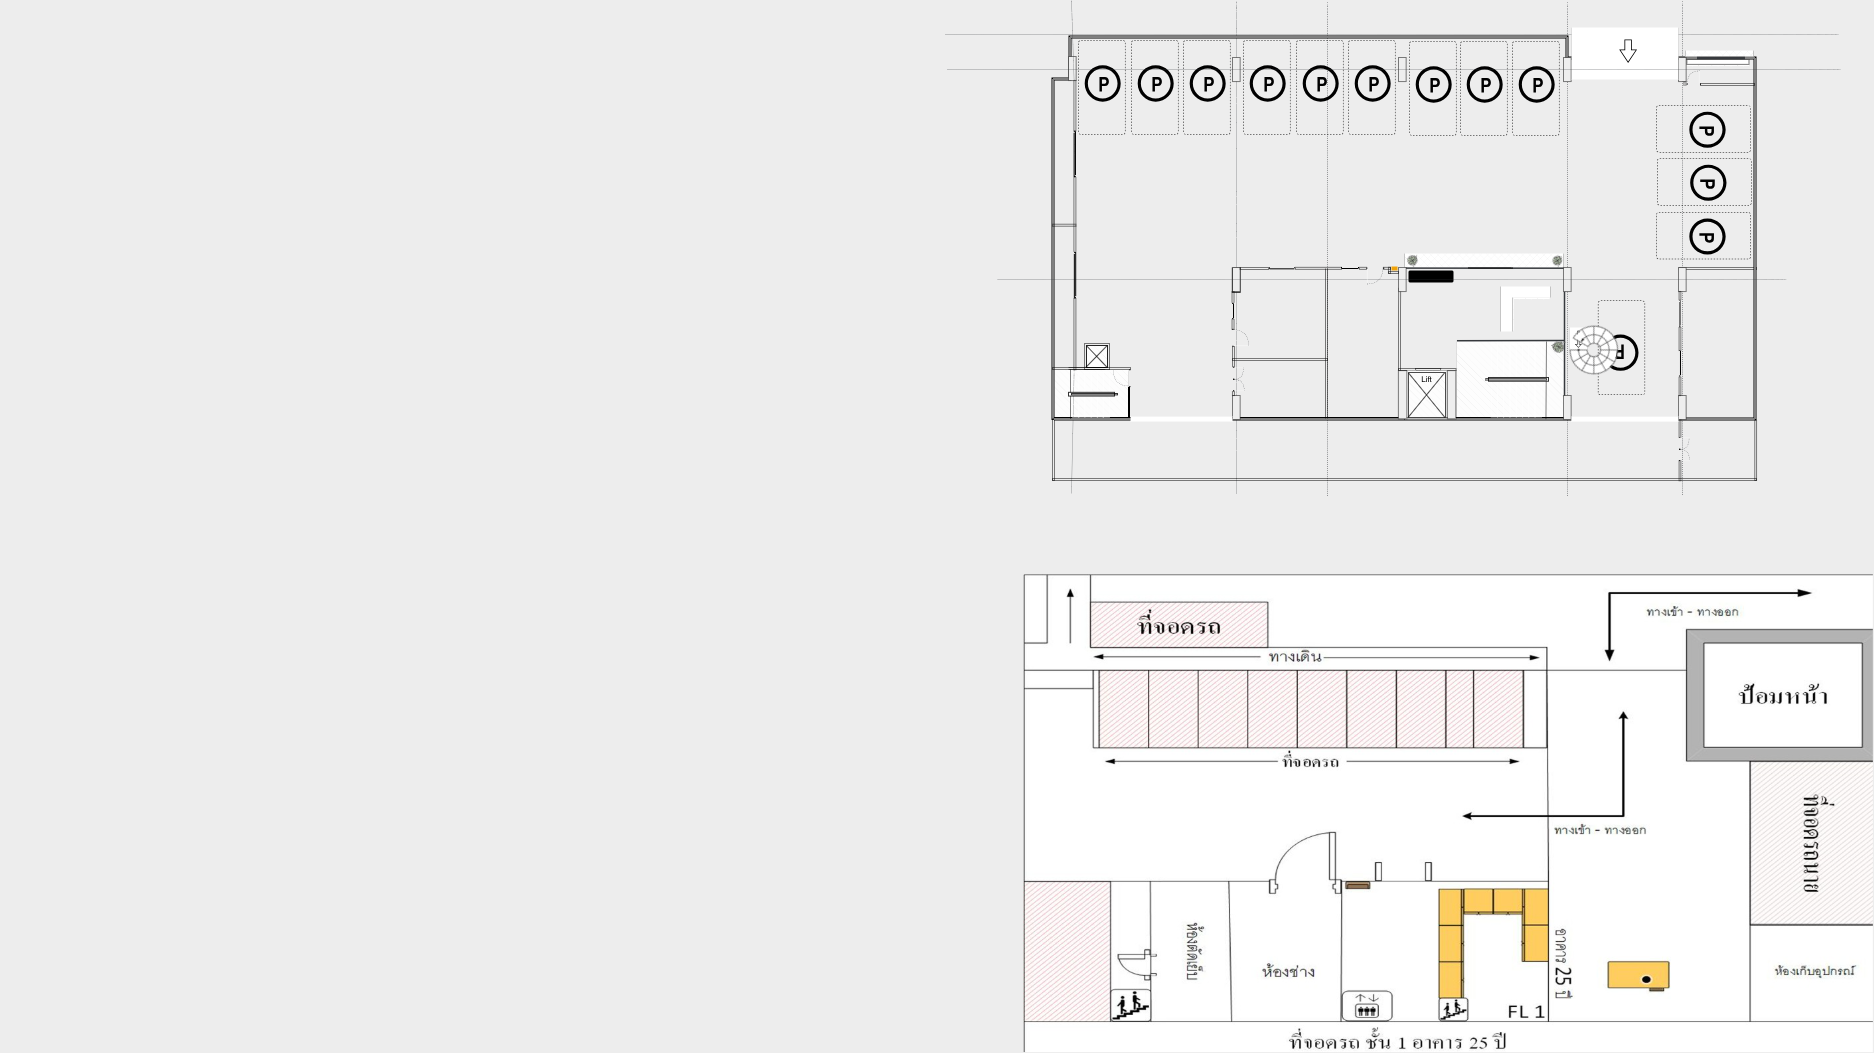 P P P P P P P P P
P
P
P
P
Lift
ที่จอดรถ
ทางเข้า - ทางออก
ทางเดิน
ป้อมหน้า
ที่จอดรถ
ทางเข้า - ทางออก
ที่จอดรถนาย
ห้องตัดเย็บ
ห้องช่าง
อาคาร 25 ปี
ห้องเก็บอุปกรณ์
FL 1
ที่จอดรถ ชั้น 1 อาคาร 25 ปี